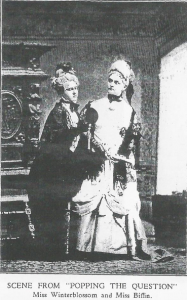 SCENE FROM "POPPING THE QUESTION"
Miss Winterblossom and Miss Biffin.